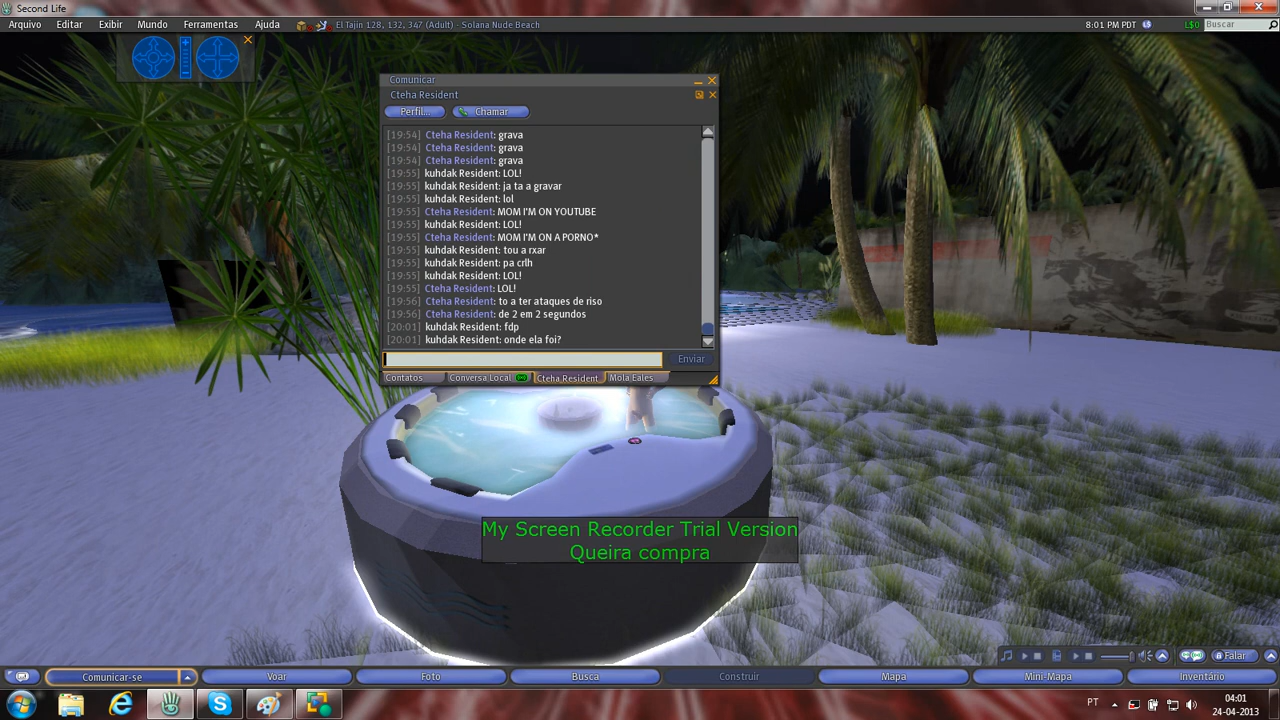 Second Life
Arquivo Editar Exibir Mundo Ferramentas Ajuda El Tajin 128, 132, 347 (Adult) - Solana Nude Beach 8:01 PM PDT L$0 Buscar
Comunicar
Cteha Resident
Perfil... Chamar
[19:54] Cteha Resident: grava
[19:54] Cteha Resident: grava
[19:54] Cteha Resident: grava
[19:55] kuhdak Resident: LOL!
[19:55] kuhdak Resident: ja ta a gravar
[19:55] kuhdak Resident: lol
[19:55] Cteha Resident: MOM I'M ON YOUTUBE
[19:55] kuhdak Resident: LOL!
[19:55] Cteha Resident: MOM I'M ON A PORNO*
[19:55] kuhdak Resident: tou a rxar
[19:55] kuhdak Resident: pa crlh
[19:55] kuhdak Resident: LOL!
[19:55] Cteha Resident: LOL!
[19:56] Cteha Resident: to a ter ataques de riso
[19:56] Cteha Resident: de 2 em 2 segundos
[20:01] kuhdak Resident: fdp
[20:01] kuhdak Resident: onde ela foi?
Enviar
Contatos Conversa Local Cteha Resident Mola Eales
My Screen Recorder Trial Version
Queira compra
Falar
Comunicar-se Voar Foto Busca Construir Mapa Mini-Mapa Inventário
PT 04:01
24-04-2013